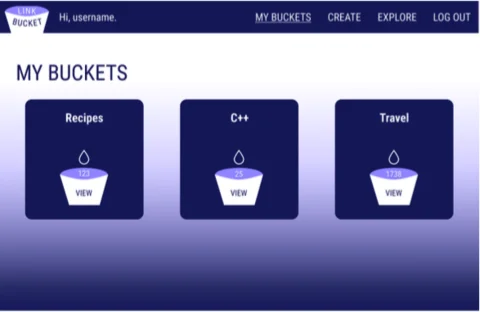 LINK
BUCKET
Hi, username.
MY BUCKETS CREATE EXPLORE LOG OUT
MY BUCKETS
Recipes C++ Travel
123 25 1738
VIEW VIEW VIEW